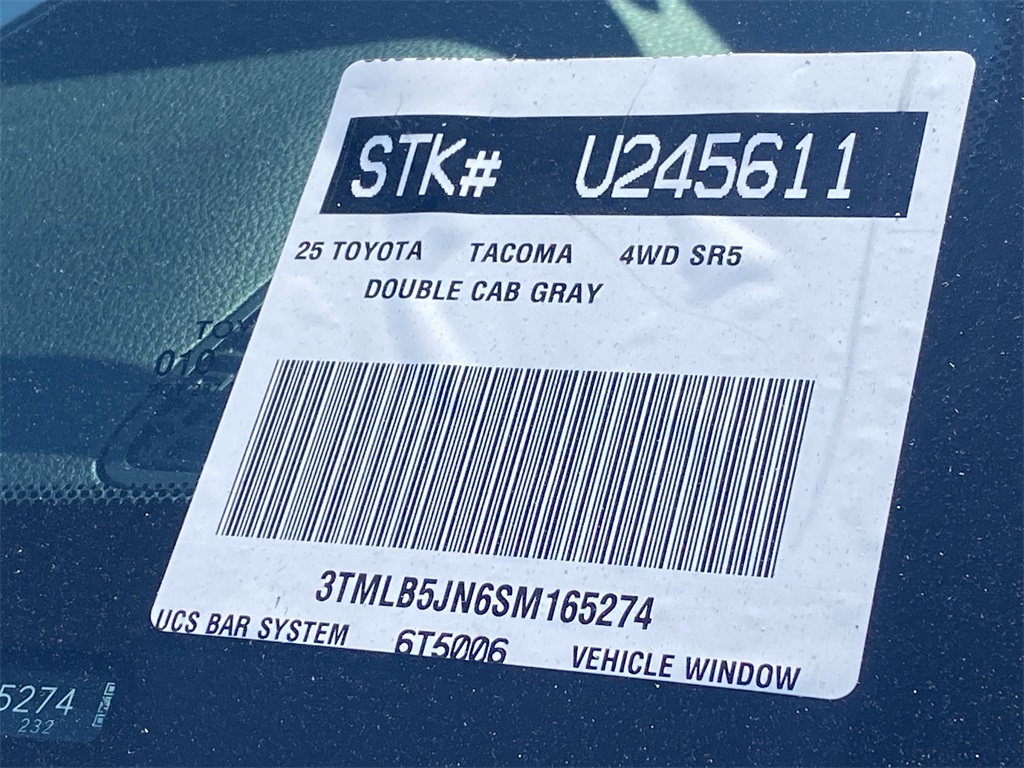 STK# U245611
25 TOYOTA TACOMA 4WD SR5
DOUBLE CAB GRAY
3TMLB5JN6SM165274
UCS BAR SYSTEM 6T5006 VEHICLE WINDOW
5274
232